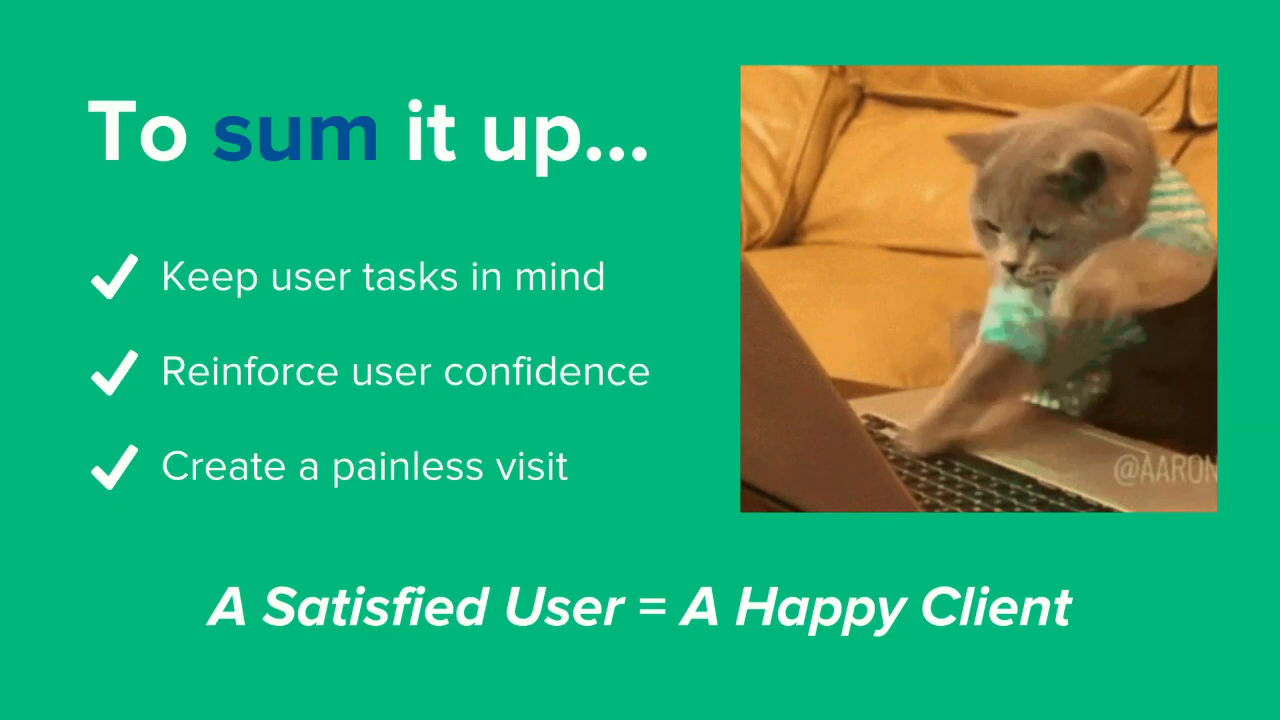 To sum it up...
Keep user tasks in mind
Reinforce user confidence
Create a painless visit
@AARON
A Satisfied User = A Happy Client